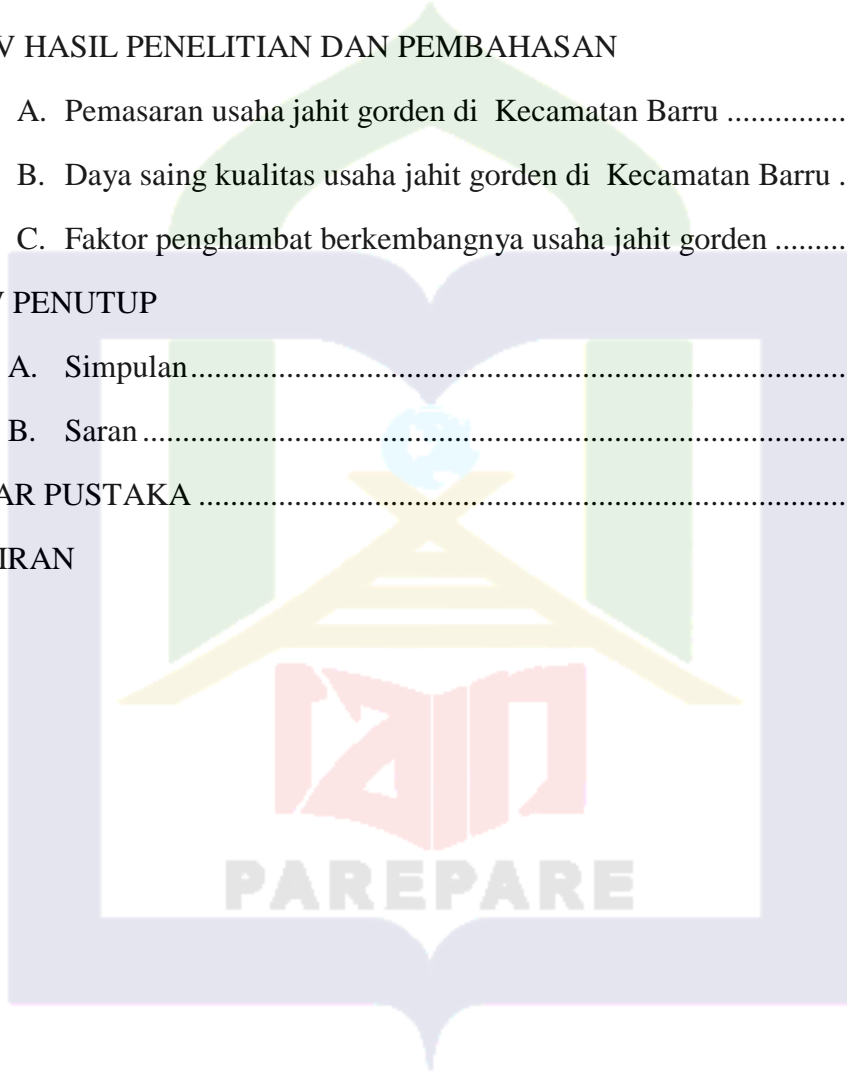 V HASIL PENELITIAN DAN PEMBAHASAN
A. Pemasaran usaha jahit gorden di Kecamatan Barru ...............
B. Daya saing kualitas usaha jahit gorden di Kecamatan Barru .
C. Faktor penghambat berkembangnya usaha jahit gorden .........
PENUTUP
A. Simpulan..................................................................................
B. Saran ........................................................................................
AR PUSTAKA .................................................................................
IRAN
iain
PAREPARE